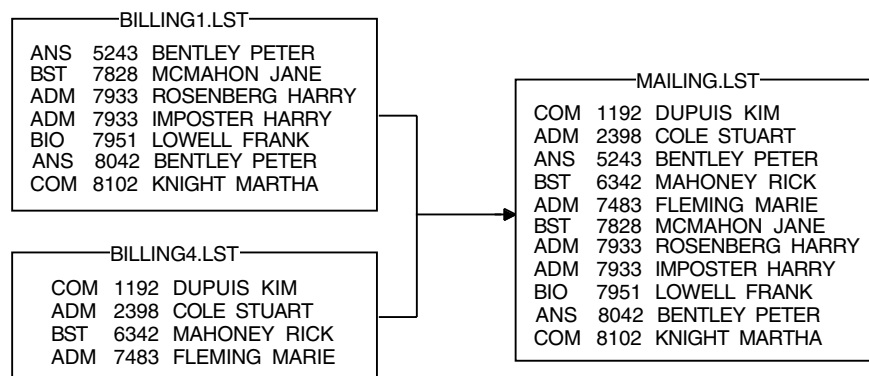 BILLING1.LST
ANS 5243 BENTLEY PETER
BST 7828 MCMAHON JANE
ADM 7933 ROSENBERG HARRY
ADM 7933 IMPOSTER HARRY
BIO 7951 LOWELL FRANK
ANS 8042 BENTLEY PETER
COM 8102 KNIGHT MARTHA
BILLING4.LST
COM 1192 DUPUIS KIM
ADM 2398 COLE STUART
BST 6342 MAHONEY RICK
ADM 7483 FLEMING MARIE
MAILING.LST
COM 1192 DUPUIS KIM
ADM 2398 COLE STUART
ANS 5243 BENTLEY PETER
BST 6342 MAHONEY RICK
ADM 7483 FLEMING MARIE
BST 7828 MCMAHON JANE
ADM 7933 ROSENBERG HARRY
ADM 7933 IMPOSTER HARRY
BIO 7951 LOWELL FRANK
ANS 8042 BENTLEY PETER
COM 8102 KNIGHT MARTHA